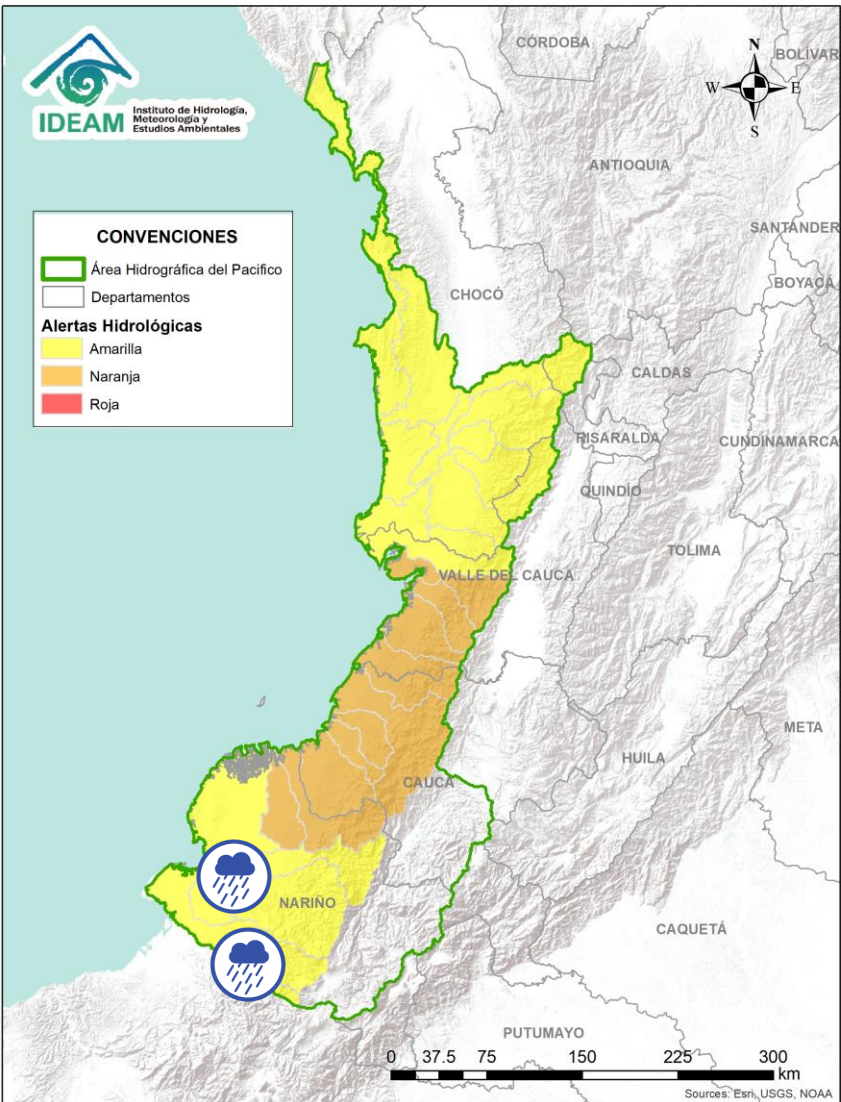 IDEAM
Instituto de Hidrología,
Meteorología y
Estudios Ambientales
N
W
E
S
CÓRDOBA
BOLÍVAR
ANTIOQUIA
SANTANDER
BOYACÁ
CHOCÓ
CONVENCIONES
Área Hidrográfica del Pacifico
Departamentos
Alertas Hidrológicas
Amarilla
Naranja
Roja
CALDAS
RISARALDA
CUNDINAMARCA
QUINDÍO
TOLIMA
VALLE DEL CAUCA
META
HUILA
CAUCA
NARIÑO
CAQUETÁ
PUTUMAYO
0 37.5 75 150 225 300
km
Sources: Esri, USGS, NOAA